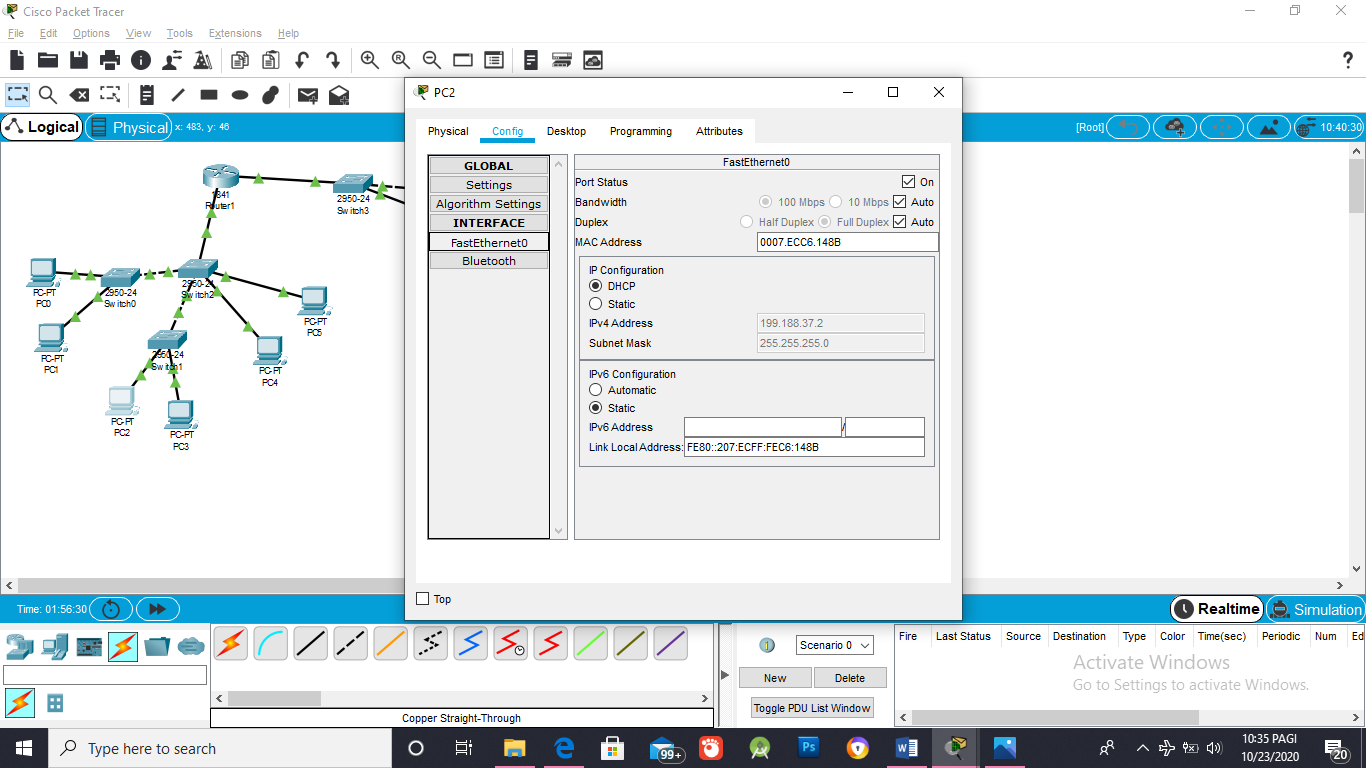 Cisco Packet Tracer
File Edit Options View Tools Extensions Help
?
Logical
Physical
x: 483, y: 46
[Root]
10:40:30
1841
Router1
2950-24
Switch3
PC-PT
PC0
2950-24
Switch0
2950-24
Switch2
PC-PT
PC5
PC-PT
PC1
2950-24
Switch1
PC-PT
PC4
PC-PT
PC2
PC-PT
PC3
PC2
Physical Config Desktop Programming Attributes
GLOBAL
Settings
Algorithm Settings
INTERFACE
FastEthernet0
Bluetooth
FastEthernet0
Port Status On
Bandwidth 100 Mbps 10 Mbps Auto
Duplex Half Duplex Full Duplex Auto
MAC Address 0007.ECC6.148B
IP Configuration
DHCP
Static
IPv4 Address 199.188.37.2
Subnet Mask 255.255.255.0
IPv6 Configuration
Automatic
Static
IPv6 Address /
Link Local Address: FE80::207:ECFF:FEC6:148B
Top
Time: 01:56:30
Realtime
Simulation
Copper Straight-Through
Scenario 0
New Delete
Toggle PDU List Window
Fire Last Status Source Destination Type Color Time(sec) Periodic Num Ed
Activate Windows
Go to Settings to activate Windows.
Type here to search
99+
Ps
10:35 PAGI
10/23/2020
20